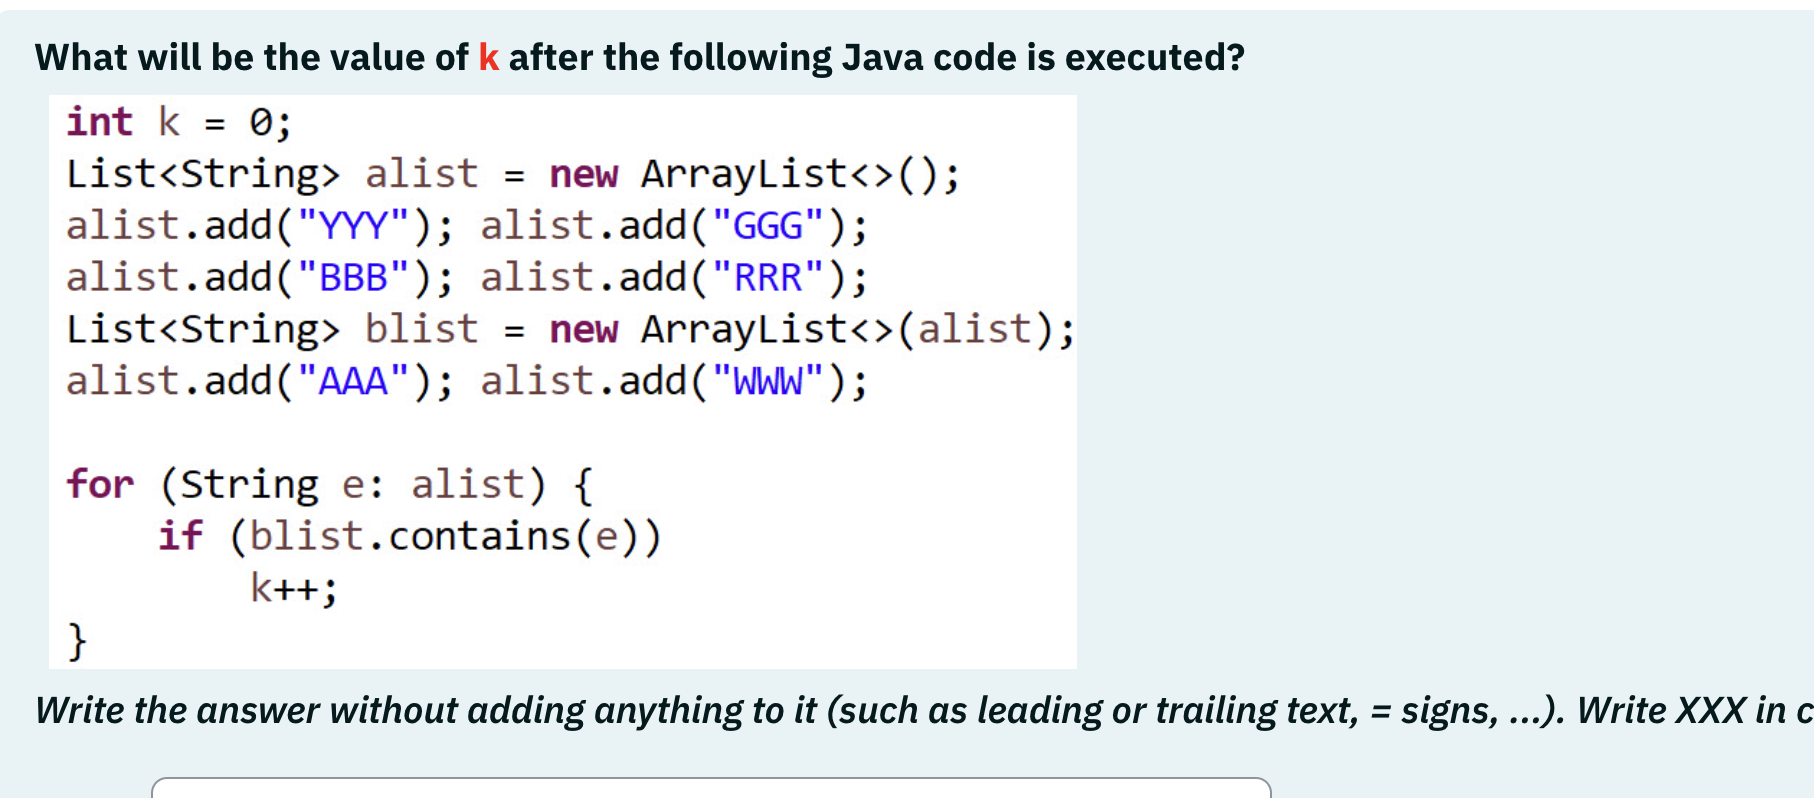 What will be the value of k after the following Java code is executed?
int k = 0;
List<String> alist = new ArrayList<>();
alist.add("YYY"); alist.add("GGG");
alist.add("BBB"); alist.add("RRR");
List<String> blist = new ArrayList<>(alist);
alist.add("AAA"); alist.add("WWW");
for (String e: alist) {
if (blist.contains(e))
k++;
}
Write the answer without adding anything to it (such as leading or trailing text, = signs, ...). Write XXX in c